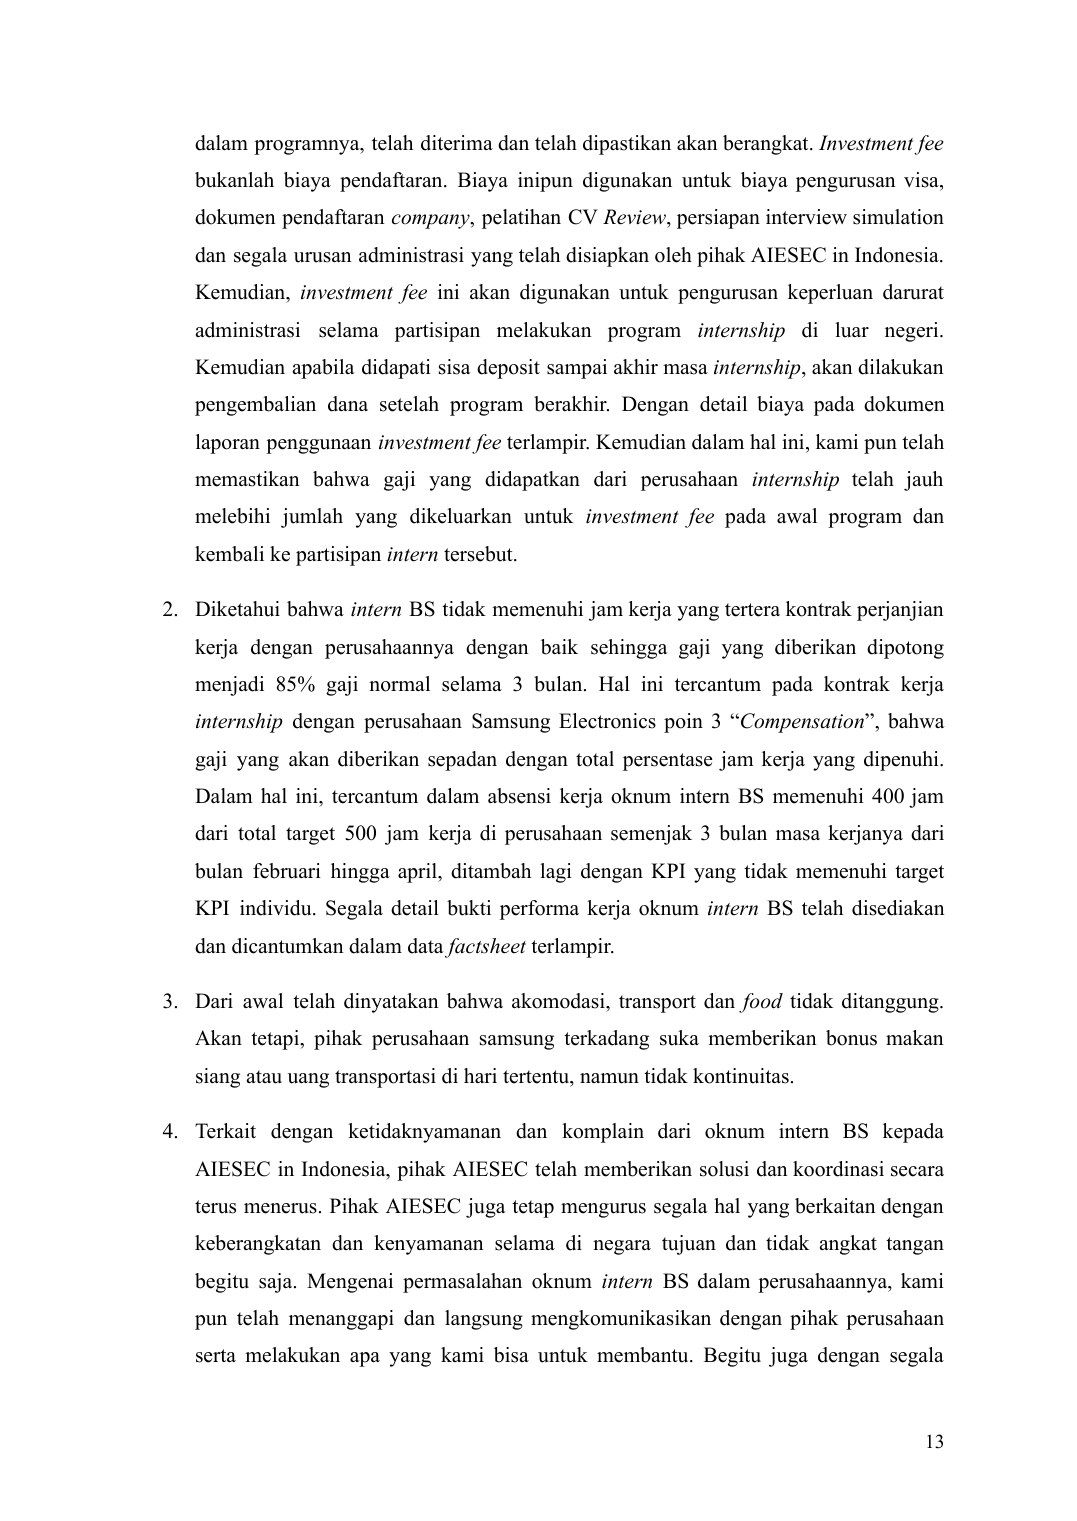 dalam programnya, telah diterima dan telah dipastikan akan berangkat. Investment fee
bukanlah biaya pendaftaran. Biaya inipun digunakan untuk biaya pengurusan visa,
dokumen pendaftaran company, pelatihan CV Review, persiapan interview simulation
dan segala urusan administrasi yang telah disiapkan oleh pihak AIESEC in Indonesia.
Kemudian, investment fee ini akan digunakan untuk pengurusan keperluan darurat
administrasi selama partisipan melakukan program internship di luar negeri.
Kemudian apabila didapati sisa deposit sampai akhir masa internship, akan dilakukan
pengembalian dana setelah program berakhir. Dengan detail biaya pada dokumen
laporan penggunaan investment fee terlampir. Kemudian dalam hal ini, kami pun telah
memastikan bahwa gaji yang didapatkan dari perusahaan internship telah jauh
melebihi jumlah yang dikeluarkan untuk investment fee pada awal program dan
kembali ke partisipan intern tersebut.
2. Diketahui bahwa intern BS tidak memenuhi jam kerja yang tertera kontrak perjanjian
kerja dengan perusahaannya dengan baik sehingga gaji yang diberikan dipotong
menjadi 85% gaji normal selama 3 bulan. Hal ini tercantum pada kontrak kerja
internship dengan perusahaan Samsung Electronics poin 3 “Compensation”, bahwa
gaji yang akan diberikan sepadan dengan total persentase jam kerja yang dipenuhi.
Dalam hal ini, tercantum dalam absensi kerja oknum intern BS memenuhi 400 jam
dari total target 500 jam kerja di perusahaan semenjak 3 bulan masa kerjanya dari
bulan februari hingga april, ditambah lagi dengan KPI yang tidak memenuhi target
KPI individu. Segala detail bukti performa kerja oknum intern BS telah disediakan
dan dicantumkan dalam data factsheet terlampir.
3. Dari awal telah dinyatakan bahwa akomodasi, transport dan food tidak ditanggung.
Akan tetapi, pihak perusahaan samsung terkadang suka memberikan bonus makan
siang atau uang transportasi di hari tertentu, namun tidak kontinuitas.
4. Terkait dengan ketidaknyamanan dan komplain dari oknum intern BS kepada
AIESEC in Indonesia, pihak AIESEC telah memberikan solusi dan koordinasi secara
terus menerus. Pihak AIESEC juga tetap mengurus segala hal yang berkaitan dengan
keberangkatan dan kenyamanan selama di negara tujuan dan tidak angkat tangan
begitu saja. Mengenai permasalahan oknum intern BS dalam perusahaannya, kami
pun telah menanggapi dan langsung mengkomunikasikan dengan pihak perusahaan
serta melakukan apa yang kami bisa untuk membantu. Begitu juga dengan segala
13